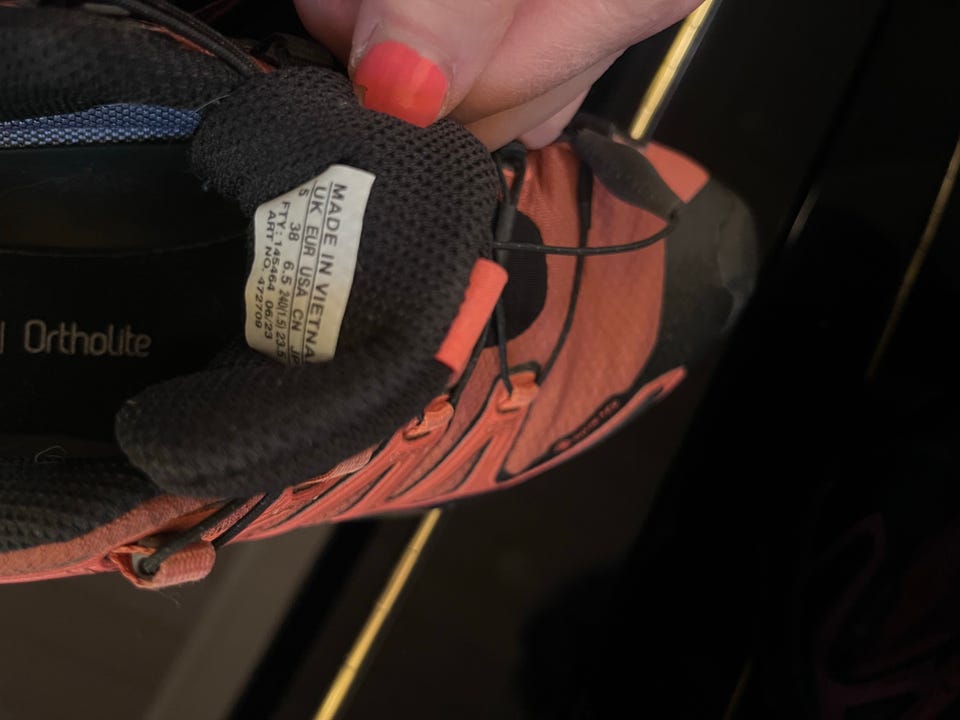 MADE IN VIETNA
UK EUR USA CN JP
5 38 6.5 240(1.5) 23.5
FTY: 145464 06/23
ART NO. 472709
OrthoLite